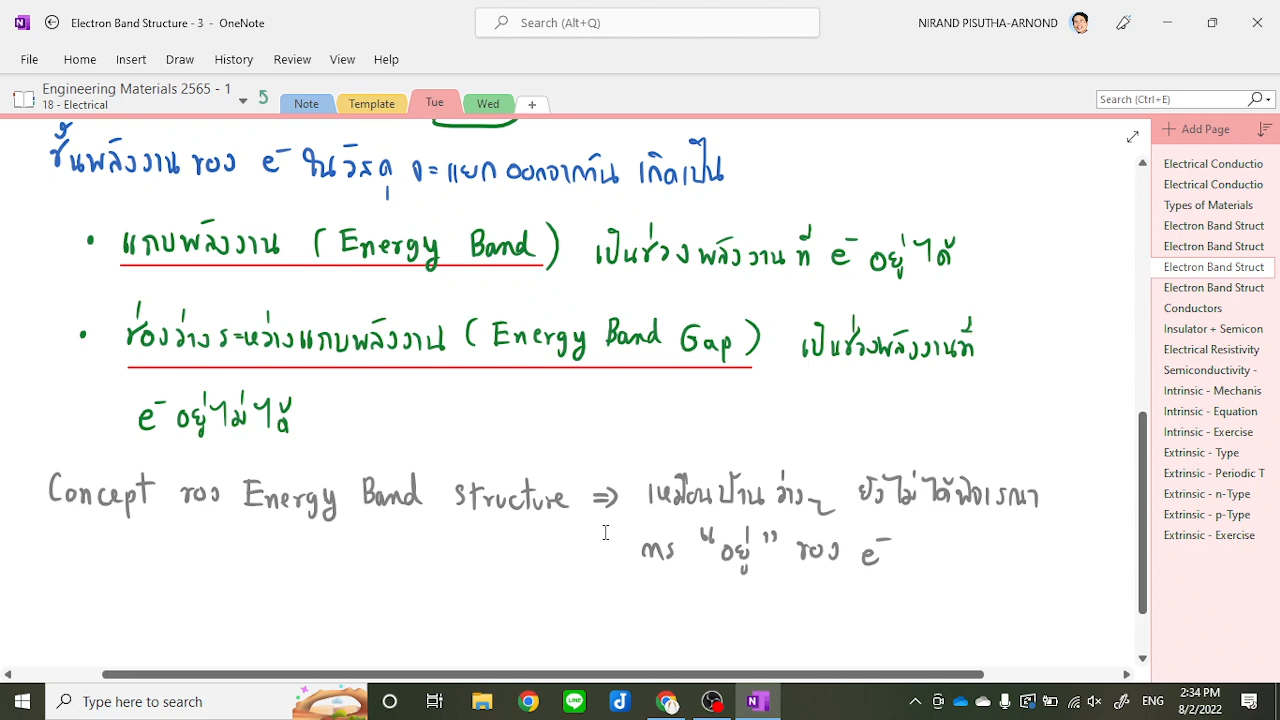 Electron Band Structure - 3 - OneNote
Search (Alt+Q)
NIRAND PISUTHA-ARNOND
File Home Insert Draw History Review View Help
Engineering Materials 2565 - 1
18 - Electrical
Note Template Tue Wed
Search (Ctrl+E)
Add Page
ชั้นพลังงาน ของ e⁻ ในวัสดุ จะแยกออกจากกัน เกิดเป็น
• แถบพลังงาน (Energy Band) เป็นช่วงพลังงานที่ e⁻ อยู่ได้
• ช่องว่างระหว่างแถบพลังงาน (Energy Band Gap) เป็นช่วงพลังงานที่
e⁻ อยู่ไม่ได้
Concept ของ Energy Band Structure ⇒ เหมือนบ้านว่างๆ ยังไม่ได้พิจารณา
การ "อยู่" ของ e⁻
Electrical Conductio
Electrical Conductio
Types of Materials
Electron Band Struct
Electron Band Struct
Electron Band Struct
Electron Band Struct
Conductors
Insulator + Semicon
Electrical Resistivity
Semiconductivity -
Intrinsic - Mechanis
Intrinsic - Equation
Intrinsic - Exercise
Extrinsic - Type
Extrinsic - Periodic T
Extrinsic - n-Type
Extrinsic - p-Type
Extrinsic - Exercise
Type here to search
ENG
2:34 PM
8/2/2022